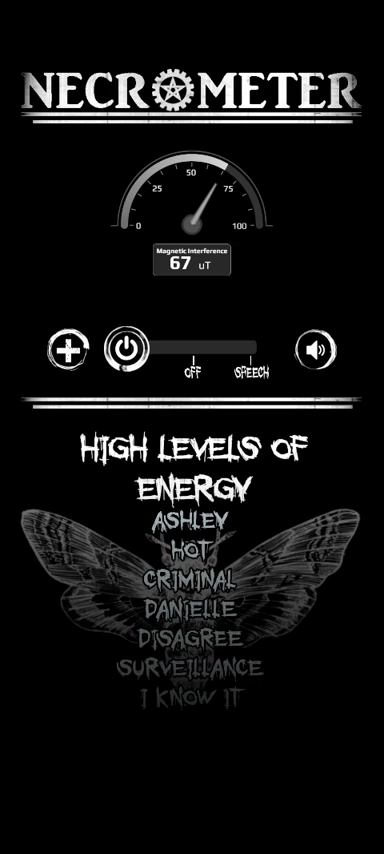 NECROMETER
50
25
75
0
100
Magnetic Interference
67 uT
OFF
SPEECH
HIGH LEVELS OF
ENERGY
ASHLEY
HOT
CRIMINAL
DANIELLE
DISAGREE
SURVEILLANCE
I KNOW IT